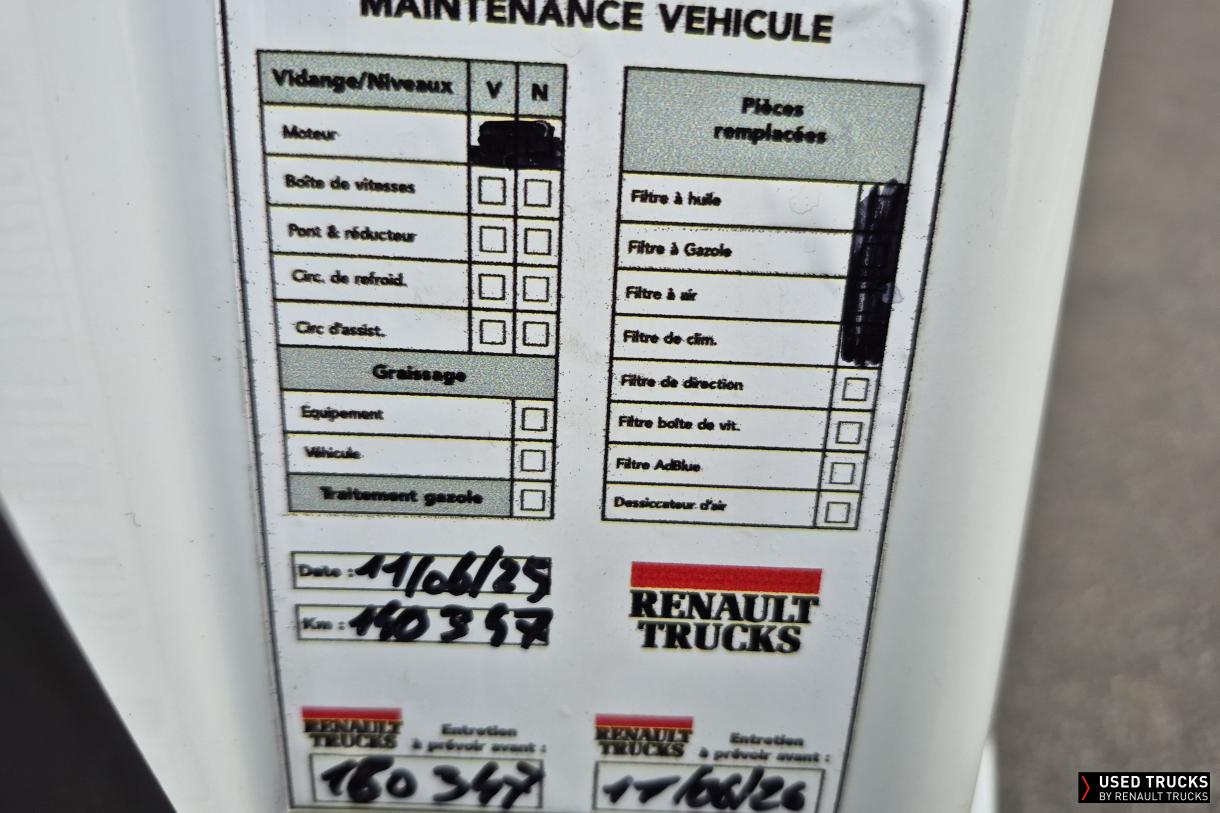 MAINTENANCE VEHICULE
Vidange/Niveaux V N
Moteur
Boîte de vitesses
Pont & réducteur
Circ. de refroid.
Circ d'assist.
Graissage
Equipement
Véhicule
Traitement gazole
Pièces
remplacées
Filtre à huile
Filtre à Gazole
Filtre à air
Filtre de clim.
Filtre de direction
Filtre boîte de vit.
Filtre AdBlue
Dessiccateur d'air
Date : 11/06/25
Km : 140 347
RENAULT
TRUCKS
RENAULT
TRUCKS
Entretien
à prévoir avant :
160 347
RENAULT
TRUCKS
Entretien
à prévoir avant :
11/06/26
USED TRUCKS
BY RENAULT TRUCKS